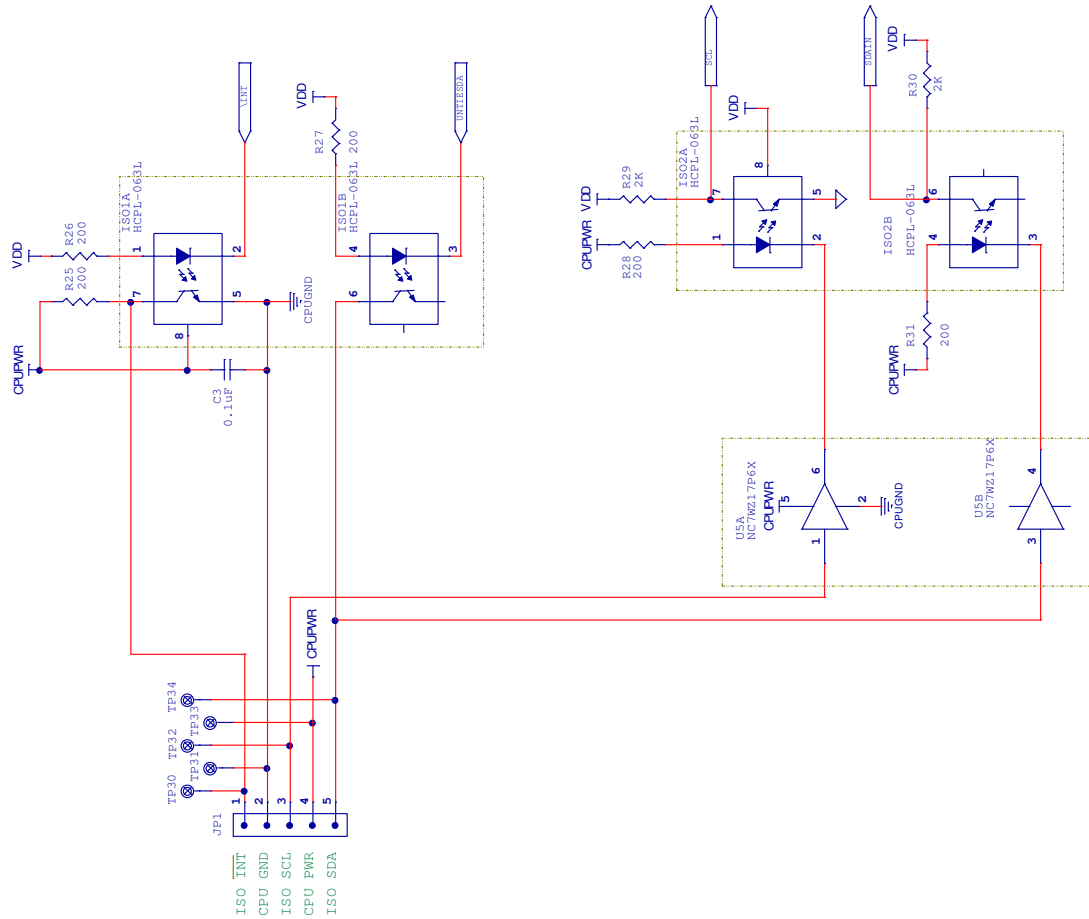 SCL
SDAIN
VDD
R30
2K
\INT
UNTIESDA
VDD
R27
200
VDD
8
ISO2A
HCPL-063L
7
5
1
2
R29
2K
VDD
CPUPWR
R28
200
ISO2B
HCPL-063L
6
4
3
R31
200
CPUPWR
ISO1A
HCPL-063L
1
2
7
5
8
ISO1B
HCPL-063L
4
3
6
VDD
R26
200
R25
200
CPUGND
CPUPWR
C3
0.1uF
U5A
NC7WZ17P6X
CPUPWR
5
6
1
2
CPUGND
U5B
NC7WZ17P6X
4
3
CPUPWR
TP34
TP33
TP32
TP31
TP30
JP1
1
2
3
4
5
ISO INT
CPU GND
ISO SCL
CPU PWR
ISO SDA